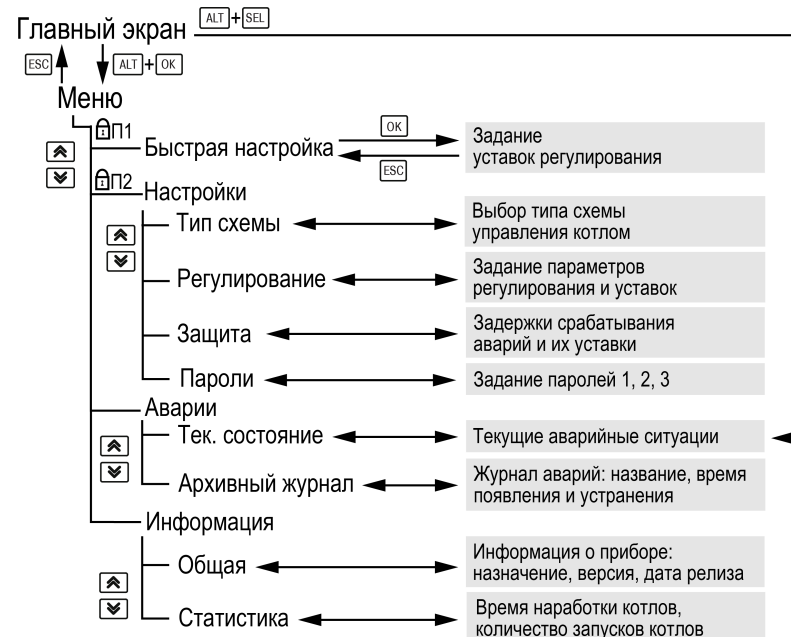 Главный экран ALT+SEL
ESC ALT+OK
Меню
П1
Быстрая настройка OK ESC
Задание
уставок регулирования
П2
Настройки
Тип схемы
Выбор типа схемы
управления котлом
Регулирование
Задание параметров
регулирования и уставок
Защита
Задержки срабатывания
аварий и их уставки
Пароли
Задание паролей 1, 2, 3
Аварии
Тек. состояние
Текущие аварийные ситуации
Архивный журнал
Журнал аварий: название, время
появления и устранения
Информация
Общая
Информация о приборе:
назначение, версия, дата релиза
Статистика
Время наработки котлов,
количество запусков котлов